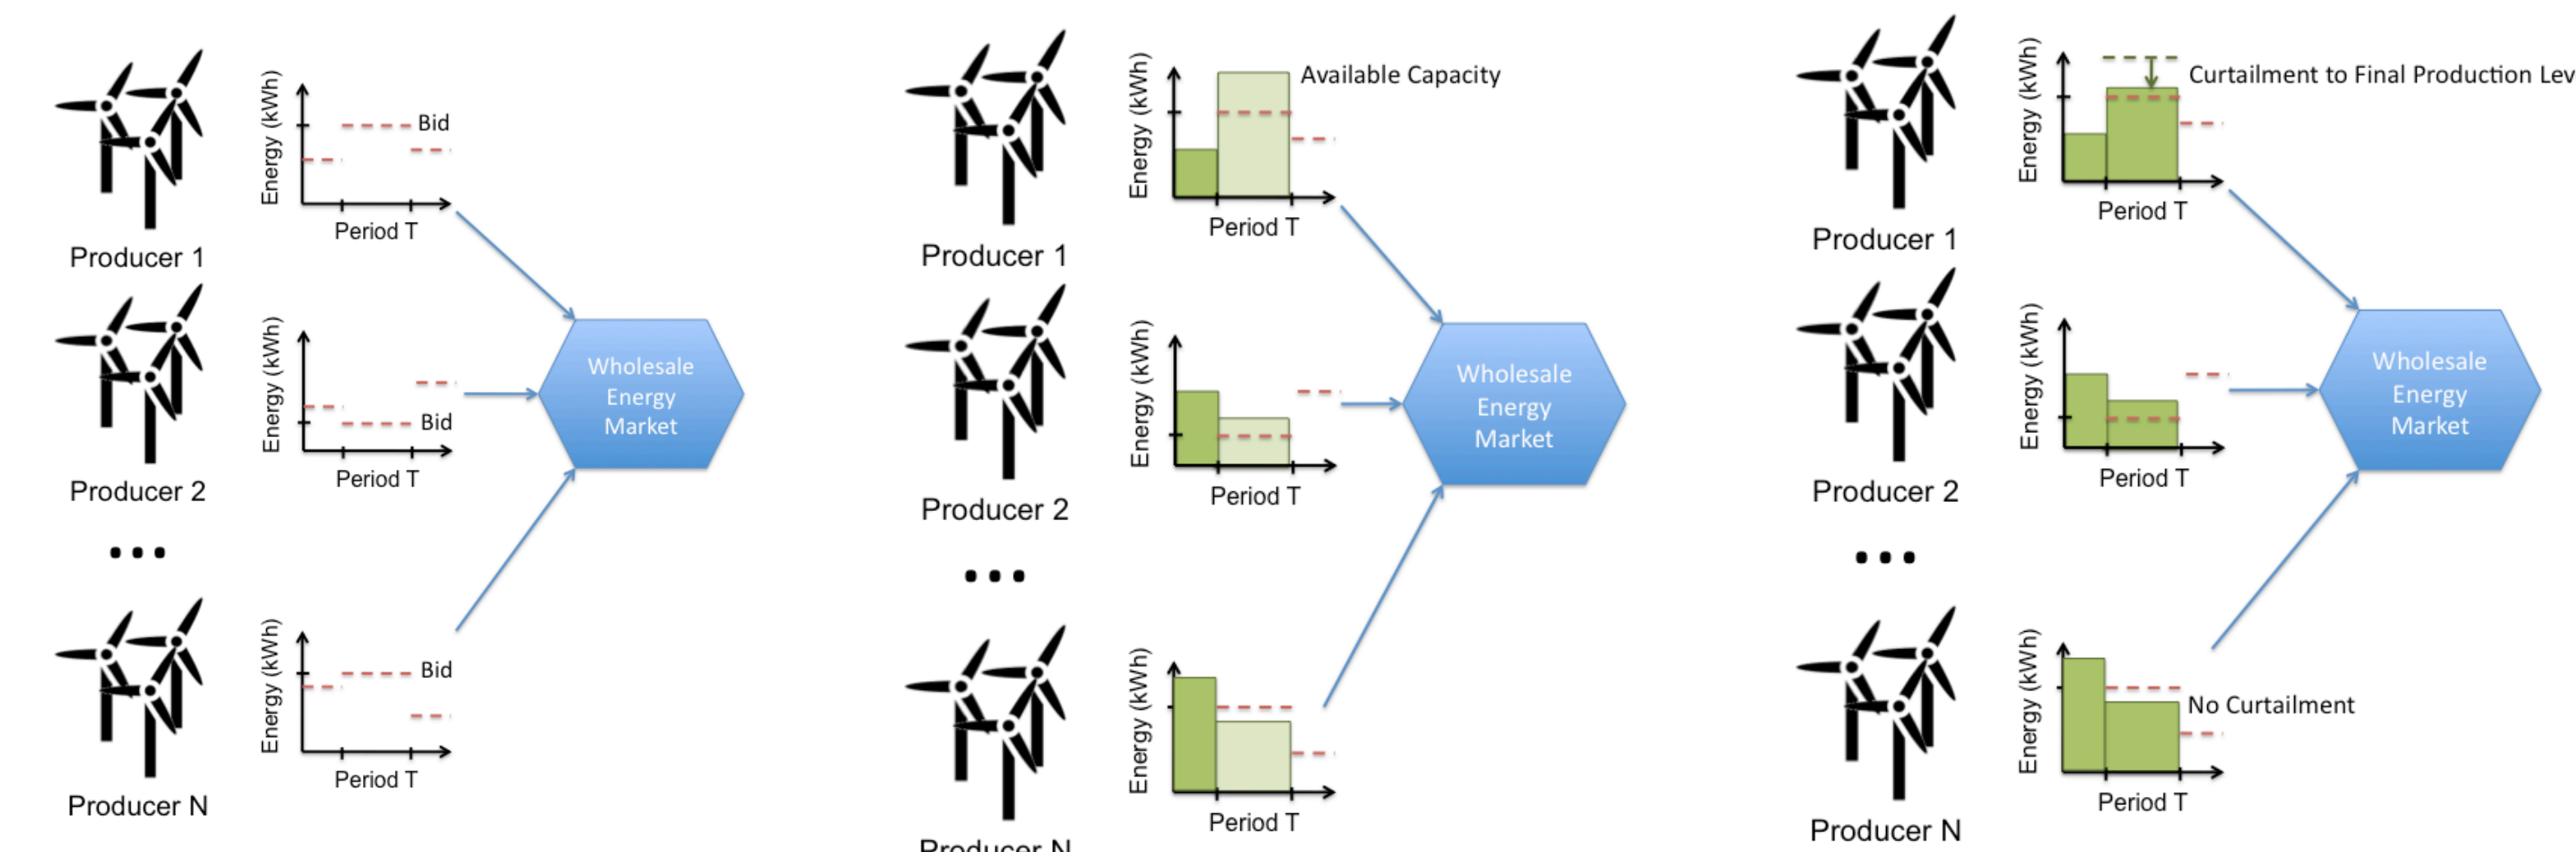 Energy (kWh)
Bid
Period T
Producer 1
Energy (kWh)
Bid
Period T
Producer 2
...
Energy (kWh)
Bid
Period T
Producer N
Wholesale
Energy
Market
Energy (kWh)
Available Capacity
Period T
Producer 1
Energy (kWh)
Period T
Producer 2
...
Energy (kWh)
Period T
Producer N
Wholesale
Energy
Market
Energy (kWh)
Curtailment to Final Production Lev
Period T
Producer 1
Energy (kWh)
Period T
Producer 2
...
Energy (kWh)
No Curtailment
Period T
Producer N
Wholesale
Energy
Market